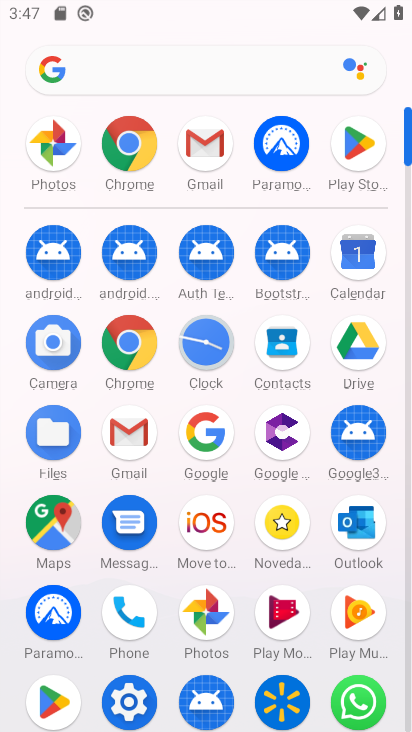 3:47
Photos Chrome Gmail Paramo... Play Sto...
android... android.... Auth Te... Bootstr... Calendar
Camera Chrome Clock Contacts Drive
Files Gmail Google Google ... Google3...
Maps Messag... Move to... Noveda... Outlook
Paramo... Phone Photos Play Mo... Play Mu...